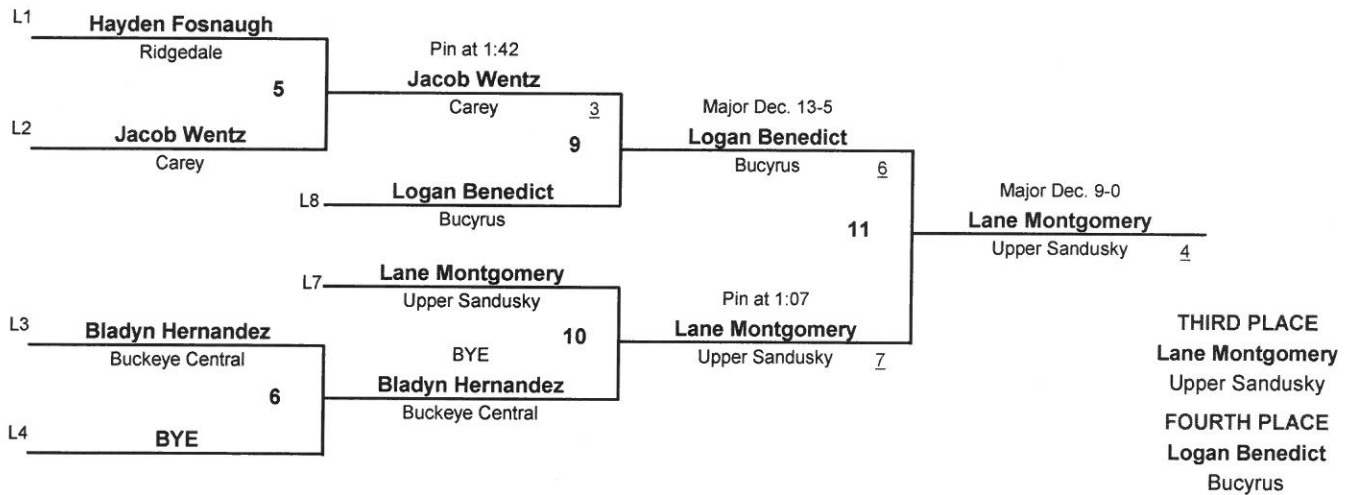 L1
Hayden Fosnaugh
Ridgedale
5
L2
Jacob Wentz
Carey
Pin at 1:42
Jacob Wentz
Carey
3
9
L8
Logan Benedict
Bucyrus
Major Dec. 13-5
Logan Benedict
Bucyrus
6
11
L7
Lane Montgomery
Upper Sandusky
10
L3
Bladyn Hernandez
Buckeye Central
6
L4
BYE
BYE
Bladyn Hernandez
Buckeye Central
Pin at 1:07
Lane Montgomery
Upper Sandusky
7
Major Dec. 9-0
Lane Montgomery
Upper Sandusky
4
THIRD PLACE
Lane Montgomery
Upper Sandusky
FOURTH PLACE
Logan Benedict
Bucyrus